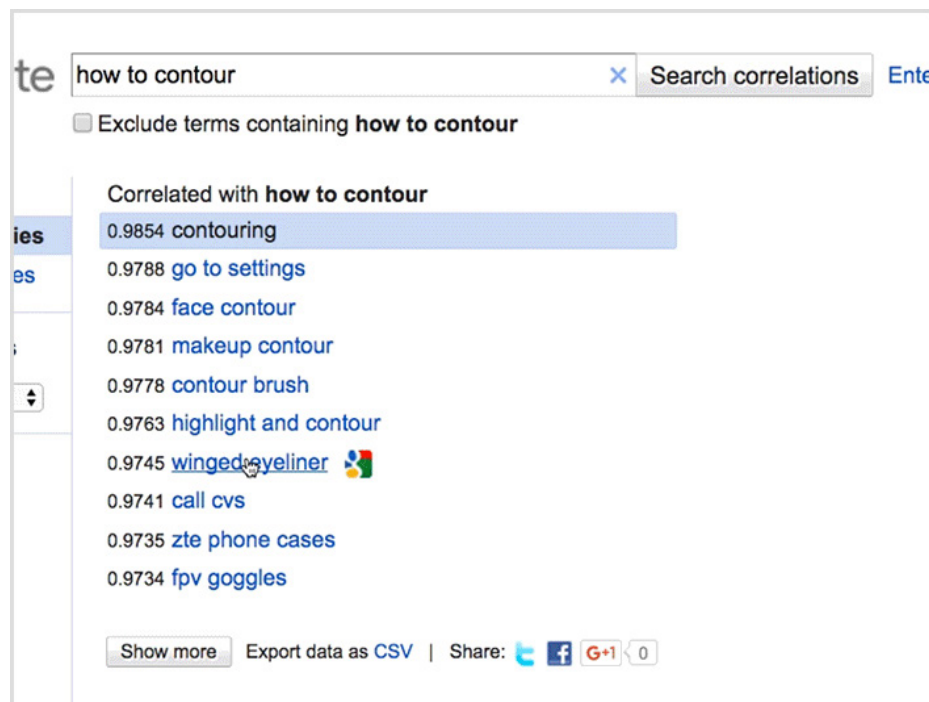 te how to contour × Search correlations Ente
Exclude terms containing how to contour
Correlated with how to contour
ies
0.9854 contouring
es
0.9788 go to settings
0.9784 face contour
s
0.9781 makeup contour
0.9778 contour brush
0.9763 highlight and contour
0.9745 winged eyeliner
0.9741 call cvs
0.9735 zte phone cases
0.9734 fpv goggles
Show more Export data as CSV | Share: G+1 0